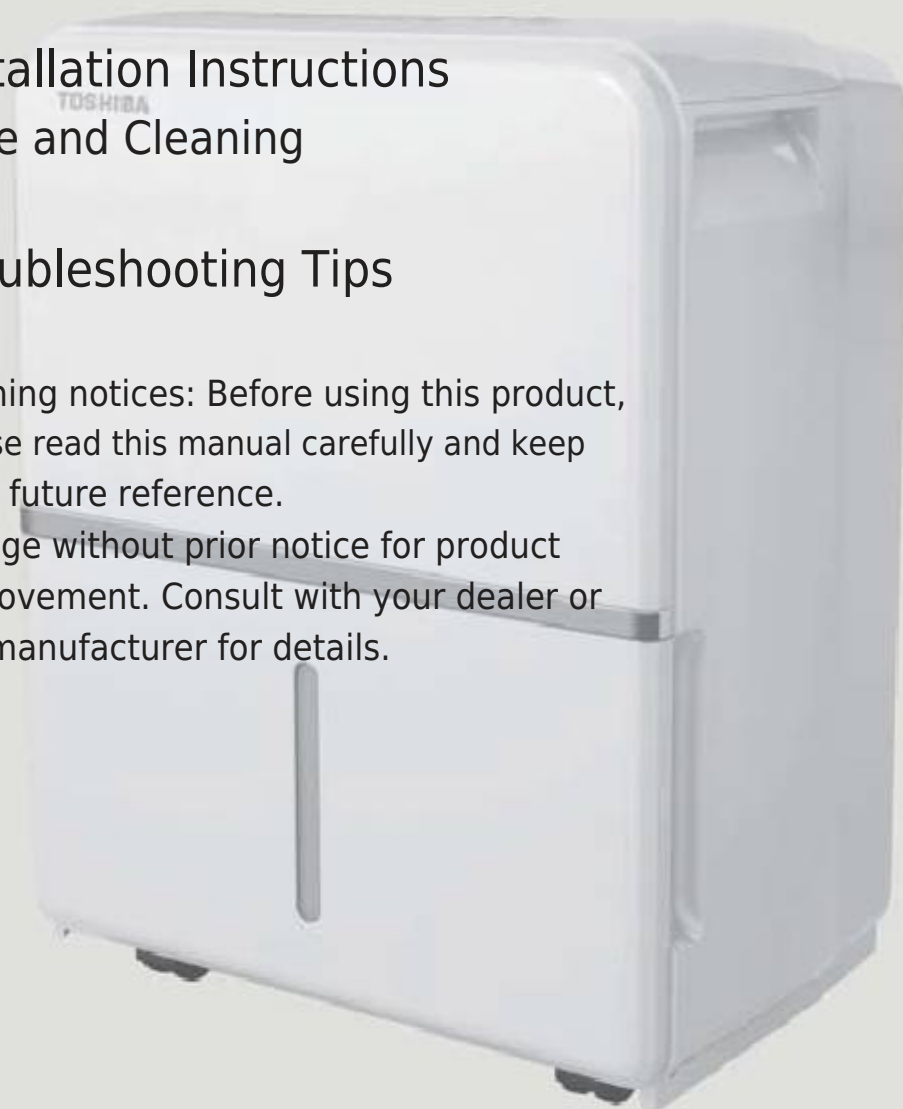 tallation Instructions
TOSHIBA
e and Cleaning
ubleshooting Tips
ning notices: Before using this product,
se read this manual carefully and keep
future reference.
ge without prior notice for product
ovement. Consult with your dealer or
manufacturer for details.